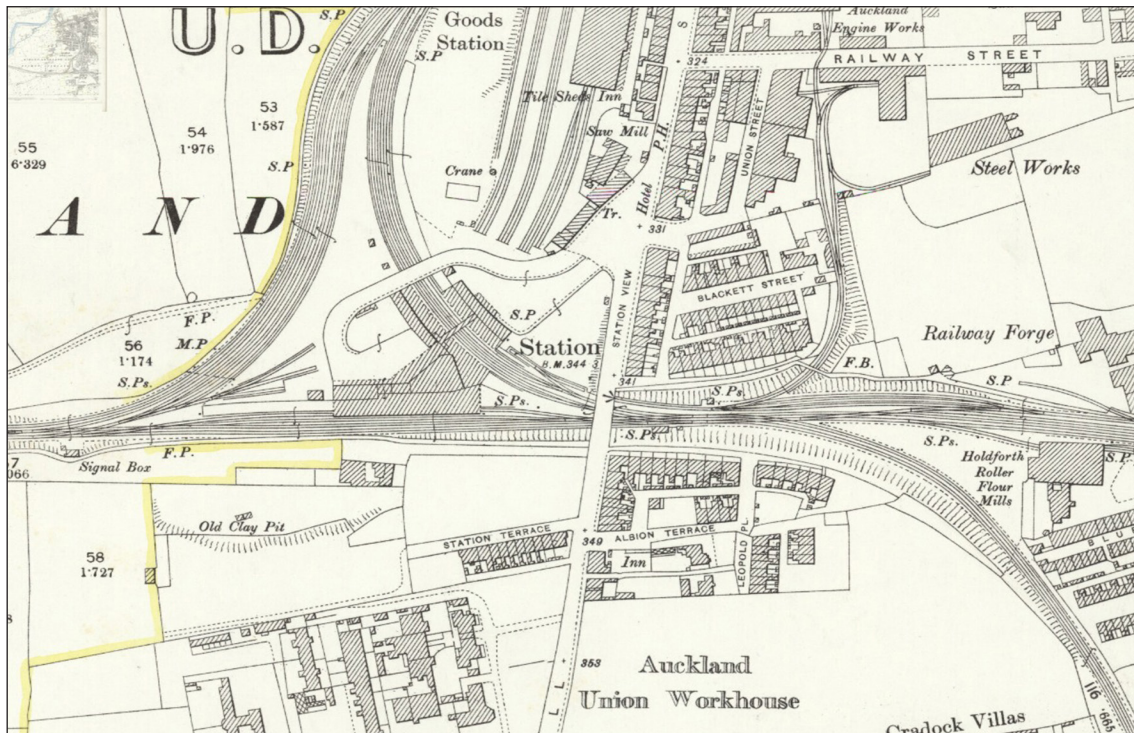 U.D.
S.P.
Goods
Station
S.P
Auckland
Engine Works
324
RAILWAY STREET
Tile Sheds Inn
53
1·587
54
1·976
55
6·329
S.P
Saw Mill
P.H.
UNION STREET
Steel Works
Crane
Tr.
Hotel
331
AND
STATION VIEW
BLACKETT STREET
F.P.
S.P.
M.P.
56
1·174
S.Ps.
Station
B.M.344
Railway Forge
F.B.
341
S.P
S.Ps.
S.Ps.
S.Ps.
S.Ps.
Signal Box
F.P.
Holdforth
Roller
Flour
Mills
S.P.
Old Clay Pit
STATION TERRACE
349
ALBION TERRACE
LEOPOLD PL.
Inn
58
1·727
353
Auckland
Union Workhouse
116
·665
Cradock Villas